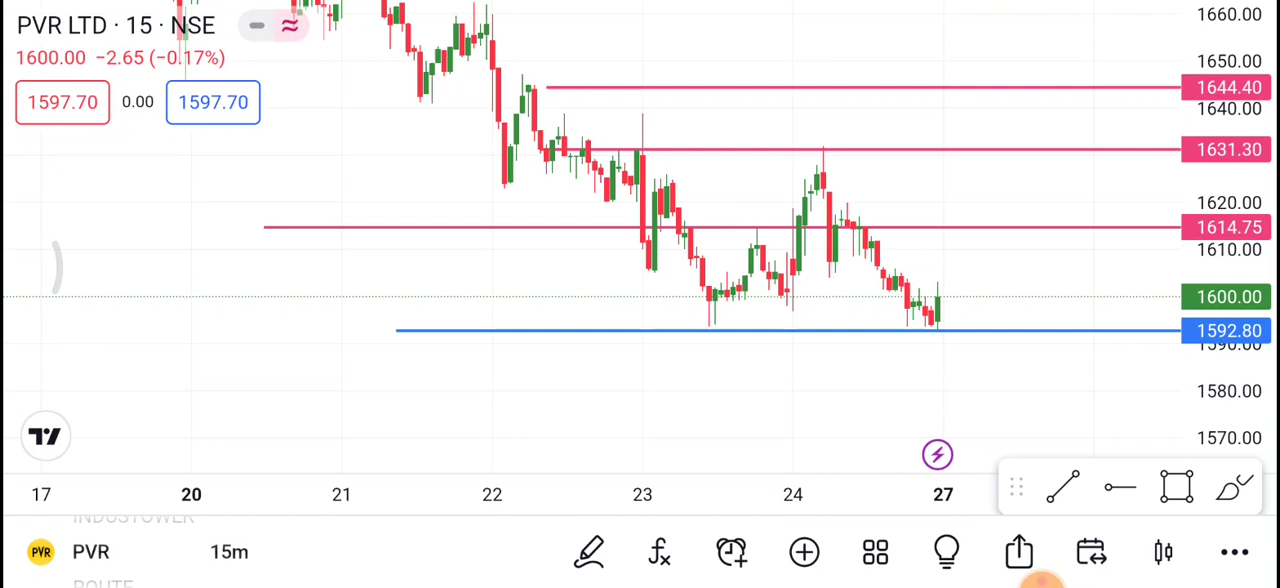 PVR LTD · 15 · NSE
1600.00 −2.65 (−0.17%)
1597.70 0.00 1597.70
1660.00
1650.00
1644.40
1640.00
1631.30
1620.00
1614.75
1610.00
1600.00
1592.80
1590.00
1580.00
1570.00
17 20 21 22 23 24 27
INDUSTOWER
PVR PVR 15m
ROUTE